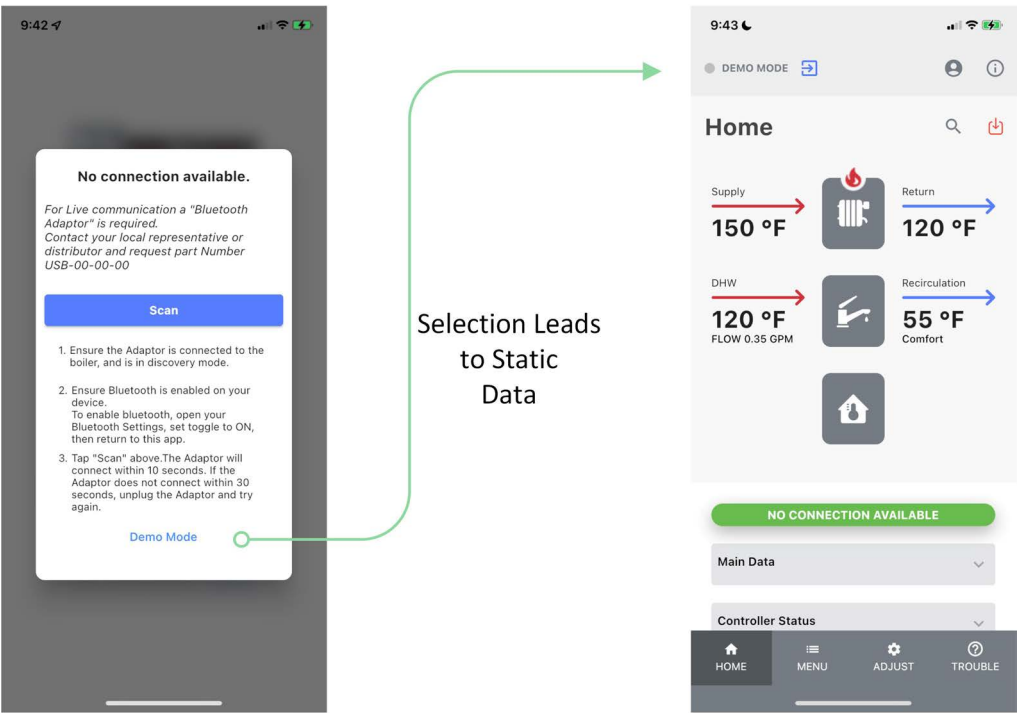 9:42
No connection available.
For Live communication a "Bluetooth
Adaptor" is required.
Contact your local representative or
distributor and request part Number
USB-00-00-00
Scan
1. Ensure the Adaptor is connected to the
boiler, and is in discovery mode.
2. Ensure Bluetooth is enabled on your
device.
To enable bluetooth, open your
Bluetooth Settings, set toggle to ON,
then return to this app.
3. Tap "Scan" above.The Adaptor will
connect within 10 seconds. If the
Adaptor does not connect within 30
seconds, unplug the Adaptor and try
again.
Demo Mode
Selection Leads
to Static
Data
9:43
DEMO MODE
Home
Supply
150 °F
Return
120 °F
DHW
120 °F
FLOW 0.35 GPM
Recirculation
55 °F
Comfort
NO CONNECTION AVAILABLE
Main Data
Controller Status
HOME
MENU
ADJUST
TROUBLE